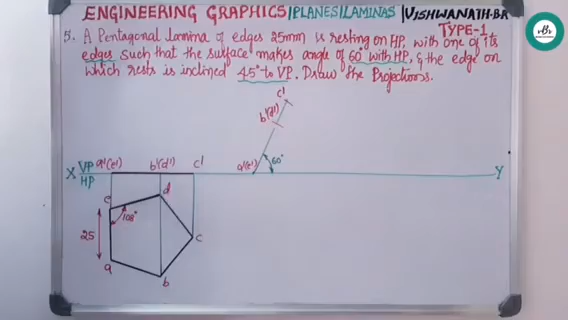 ENGINEERING GRAPHICS/PLANES/LAMINAS/VISHWANATH·BR
TYPE-1
5. A Pentagonal lamina of edges 25mm is resting on HP, with one of its
edges such that the surface makes angle of 60° with HP, & the edge on
which rests is inclined 45° to VP. Draw the Projections.
c'
b'(d')
X VP a'(e') b'(d') c' a'(e') 60° Y
HP
e d
108°
25
c
a
b
VBR